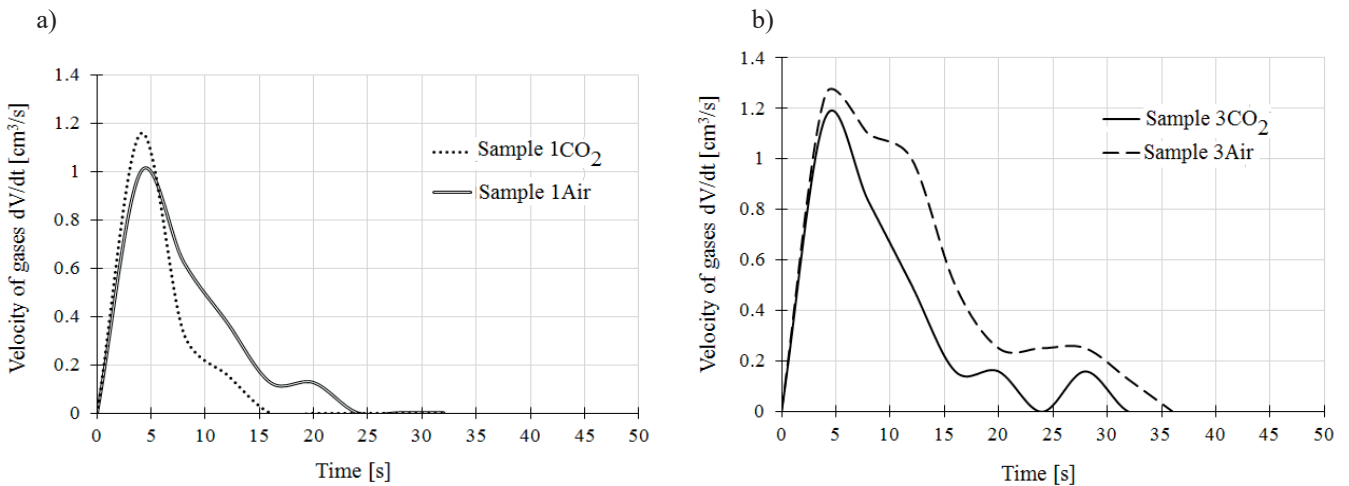 a)
1.4
1.2
1
0.8
0.6
0.4
0.2
0
Velocity of gases dV/dt [cm³/s]
Sample 1CO₂
Sample 1Air
0 5 10 15 20 25 30 35 40 45 50
Time [s]
b)
1.4
1.2
1
0.8
0.6
0.4
0.2
0
Velocity of gases dV/dt [cm³/s]
Sample 3CO₂
Sample 3Air
0 5 10 15 20 25 30 35 40 45 50
Time [s]